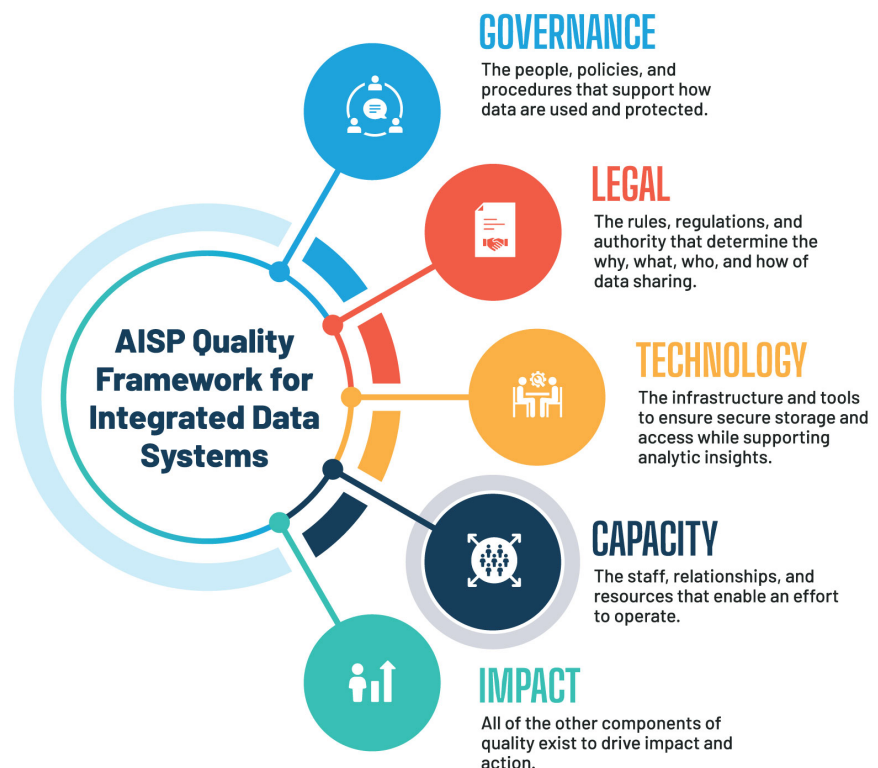 GOVERNANCE
The people, policies, and
procedures that support how
data are used and protected.
LEGAL
The rules, regulations, and
authority that determine the
why, what, who, and how of
data sharing.
AISP Quality
Framework for
Integrated Data
Systems
TECHNOLOGY
The infrastructure and tools
to ensure secure storage and
access while supporting
analytic insights.
CAPACITY
The staff, relationships, and
resources that enable an effort
to operate.
IMPACT
All of the other components of
quality exist to drive impact and
action.